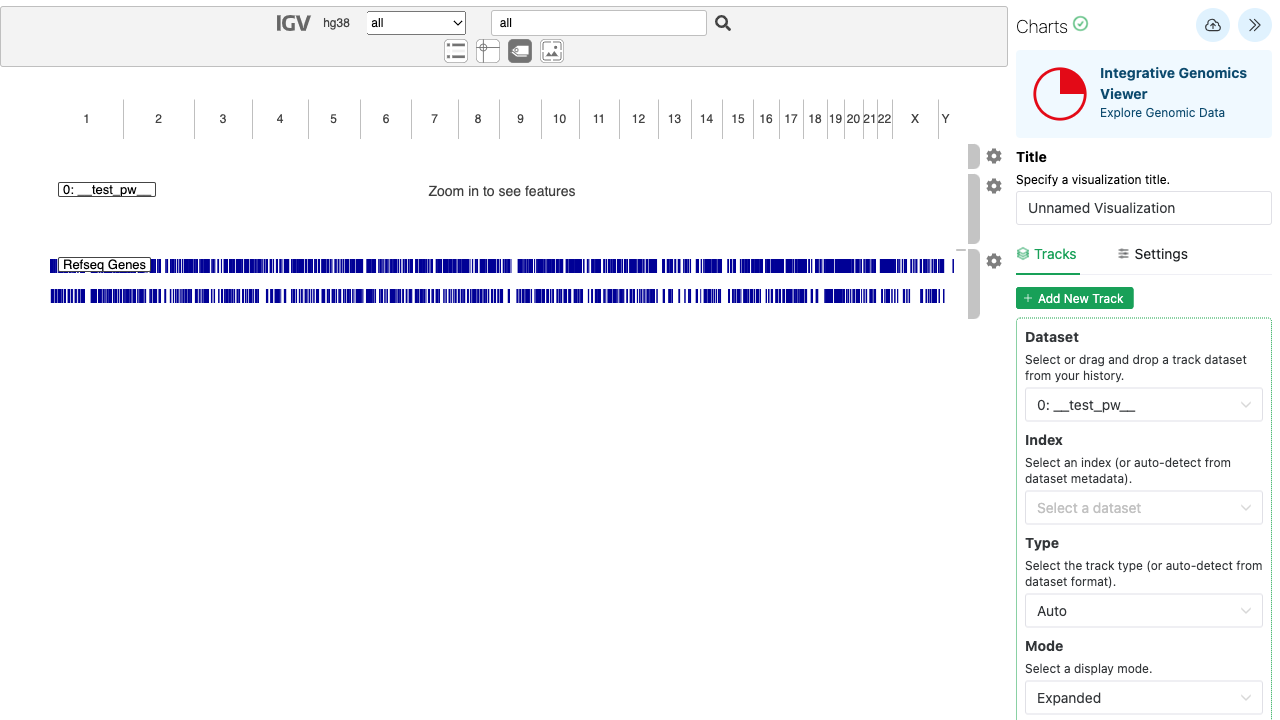 IGV hg38 all all
1 2 3 4 5 6 7 8 9 10 11 12 13 14 15 16 17 18 19 20 21 22 X Y
0: __test_pw__
Zoom in to see features
Refseq Genes
Charts
Integrative Genomics
Viewer
Explore Genomic Data
Title
Specify a visualization title.
Unnamed Visualization
Tracks Settings
+ Add New Track
Dataset
Select or drag and drop a track dataset
from your history.
0: __test_pw__
Index
Select an index (or auto-detect from
dataset metadata).
Select a dataset
Type
Select the track type (or auto-detect from
dataset format).
Auto
Mode
Select a display mode.
Expanded